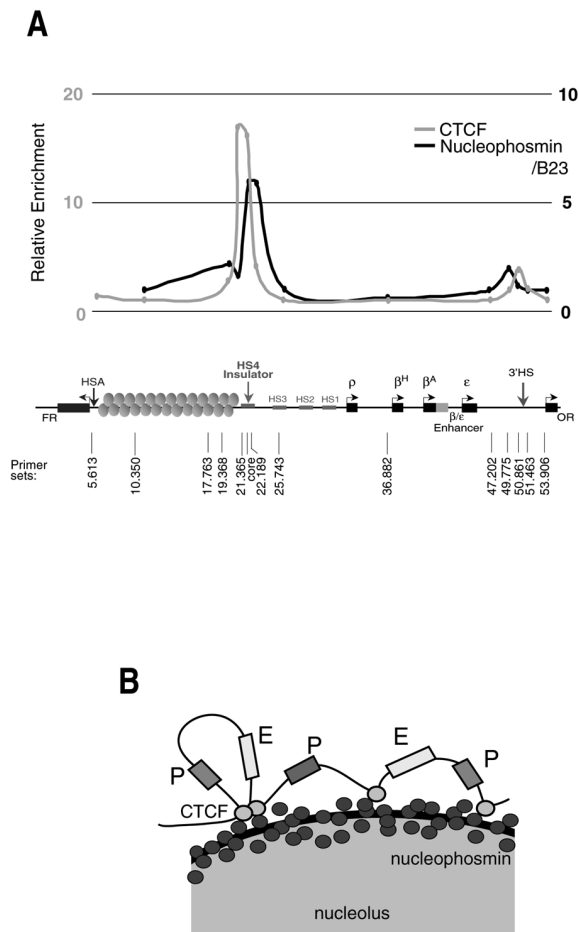 A
20
10
CTCF
Nucleophosmin
/B23
Relative Enrichment
10
5
0
0
HS4
Insulator
HSA
HS3
HS2
HS1
ρ
βᴴ
βᴬ
ε
3'HS
FR
β/ε
Enhancer
OR
Primer
sets:
5.613
10.350
17.763
19.368
21.365
core
22.189
25.743
36.882
47.202
49.775
50.861
51.463
53.906
B
P
E
P
E
P
CTCF
nucleophosmin
nucleolus